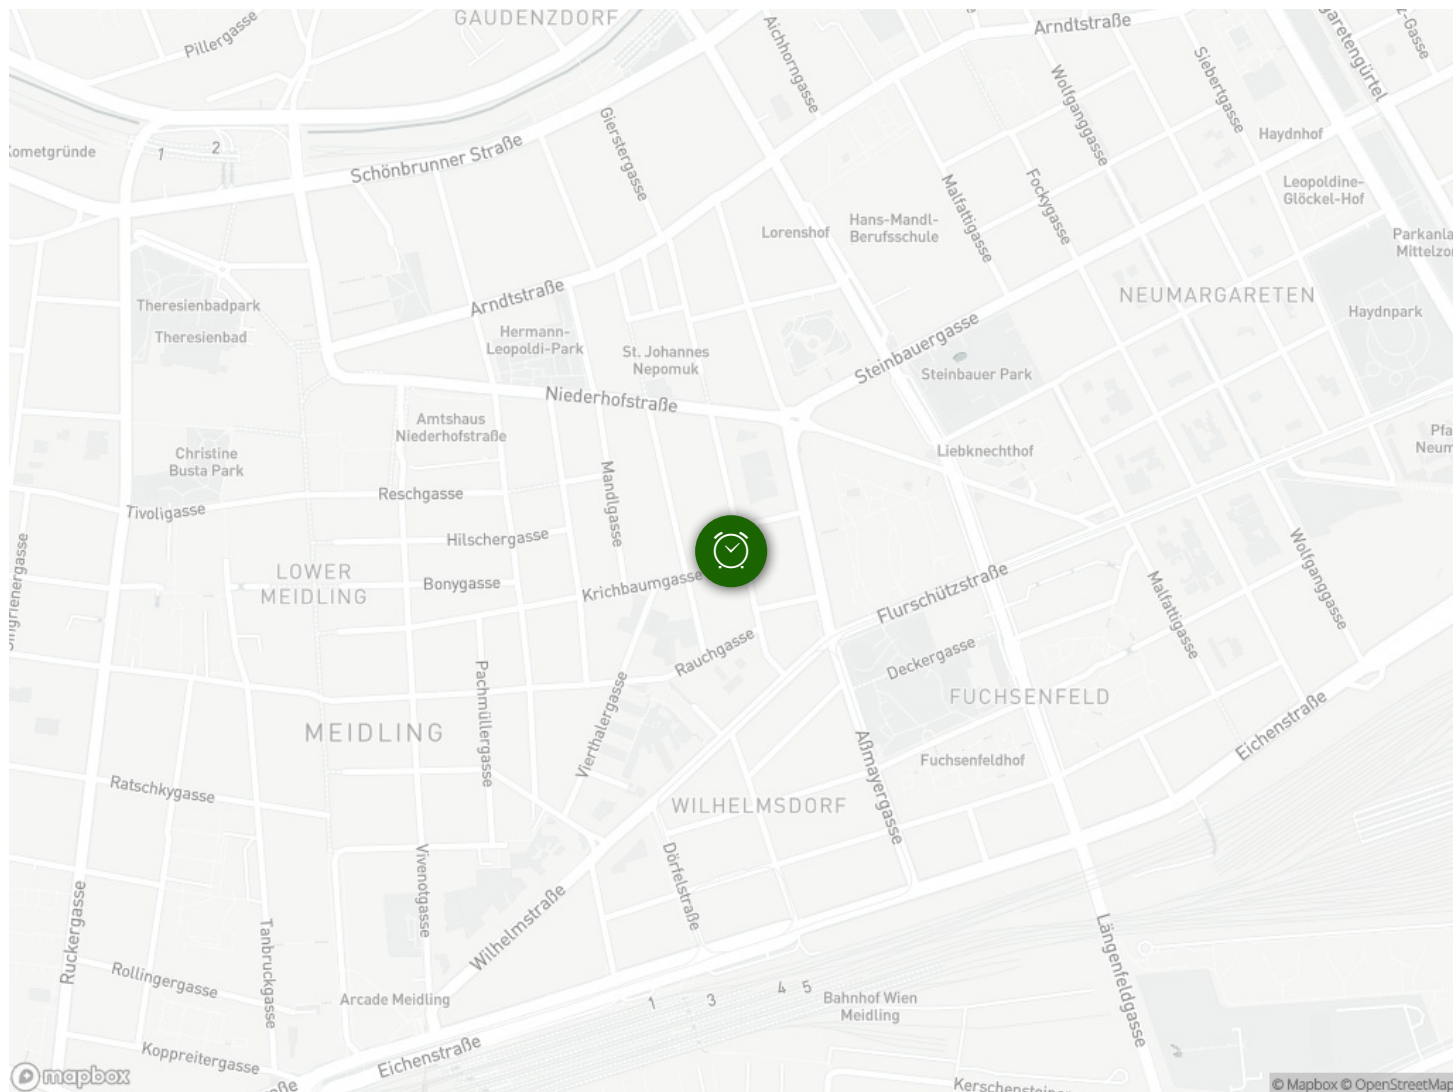 GAUDENZDORF
Pillergasse
Aichhorngasse
Arndtstraße
Siebertgasse
Wolfganggasse
Haydnhof
Kometgründe
1
2
Schönbrunner Straße
Gierstergasse
Malfattigasse
Fockygasse
Leopoldine-
Glöckel-Hof
Lorenshof
Hans-Mandl-
Berufsschule
Theresienbadpark
Theresienbad
Arndtstraße
Hermann-
Leopoldi-Park
St. Johannes
Nepomuk
NEUMARGARETEN
Haydnpark
Steinbauergasse
Steinbauer Park
Niederhofstraße
Amtshaus
Niederhofstraße
Christine
Busta Park
Liebknechthof
Reschgasse
Mandlgasse
Tivoligasse
Hilschergasse
LOWER
MEIDLING
Bonygasse
Krichbaumgasse
Flurschützstraße
Malfattigasse
Wolfganggasse
Rauchgasse
Deckergasse
FUCHSENFELD
Pachmüllergasse
Vierthalergasse
MEIDLING
Aßmayergasse
Fuchsenfeldhof
Eichenstraße
Ratschkygasse
WILHELMSDORF
Vivenotgasse
Dörfelstraße
Ruckergasse
Tanbruckgasse
Wilhelmstraße
Längenfeldgasse
Rollingergasse
Arcade Meidling
1
3
4
5
Bahnhof Wien
Meidling
Koppreitergasse
Eichenstraße
mapbox
© Mapbox © OpenStreetMap